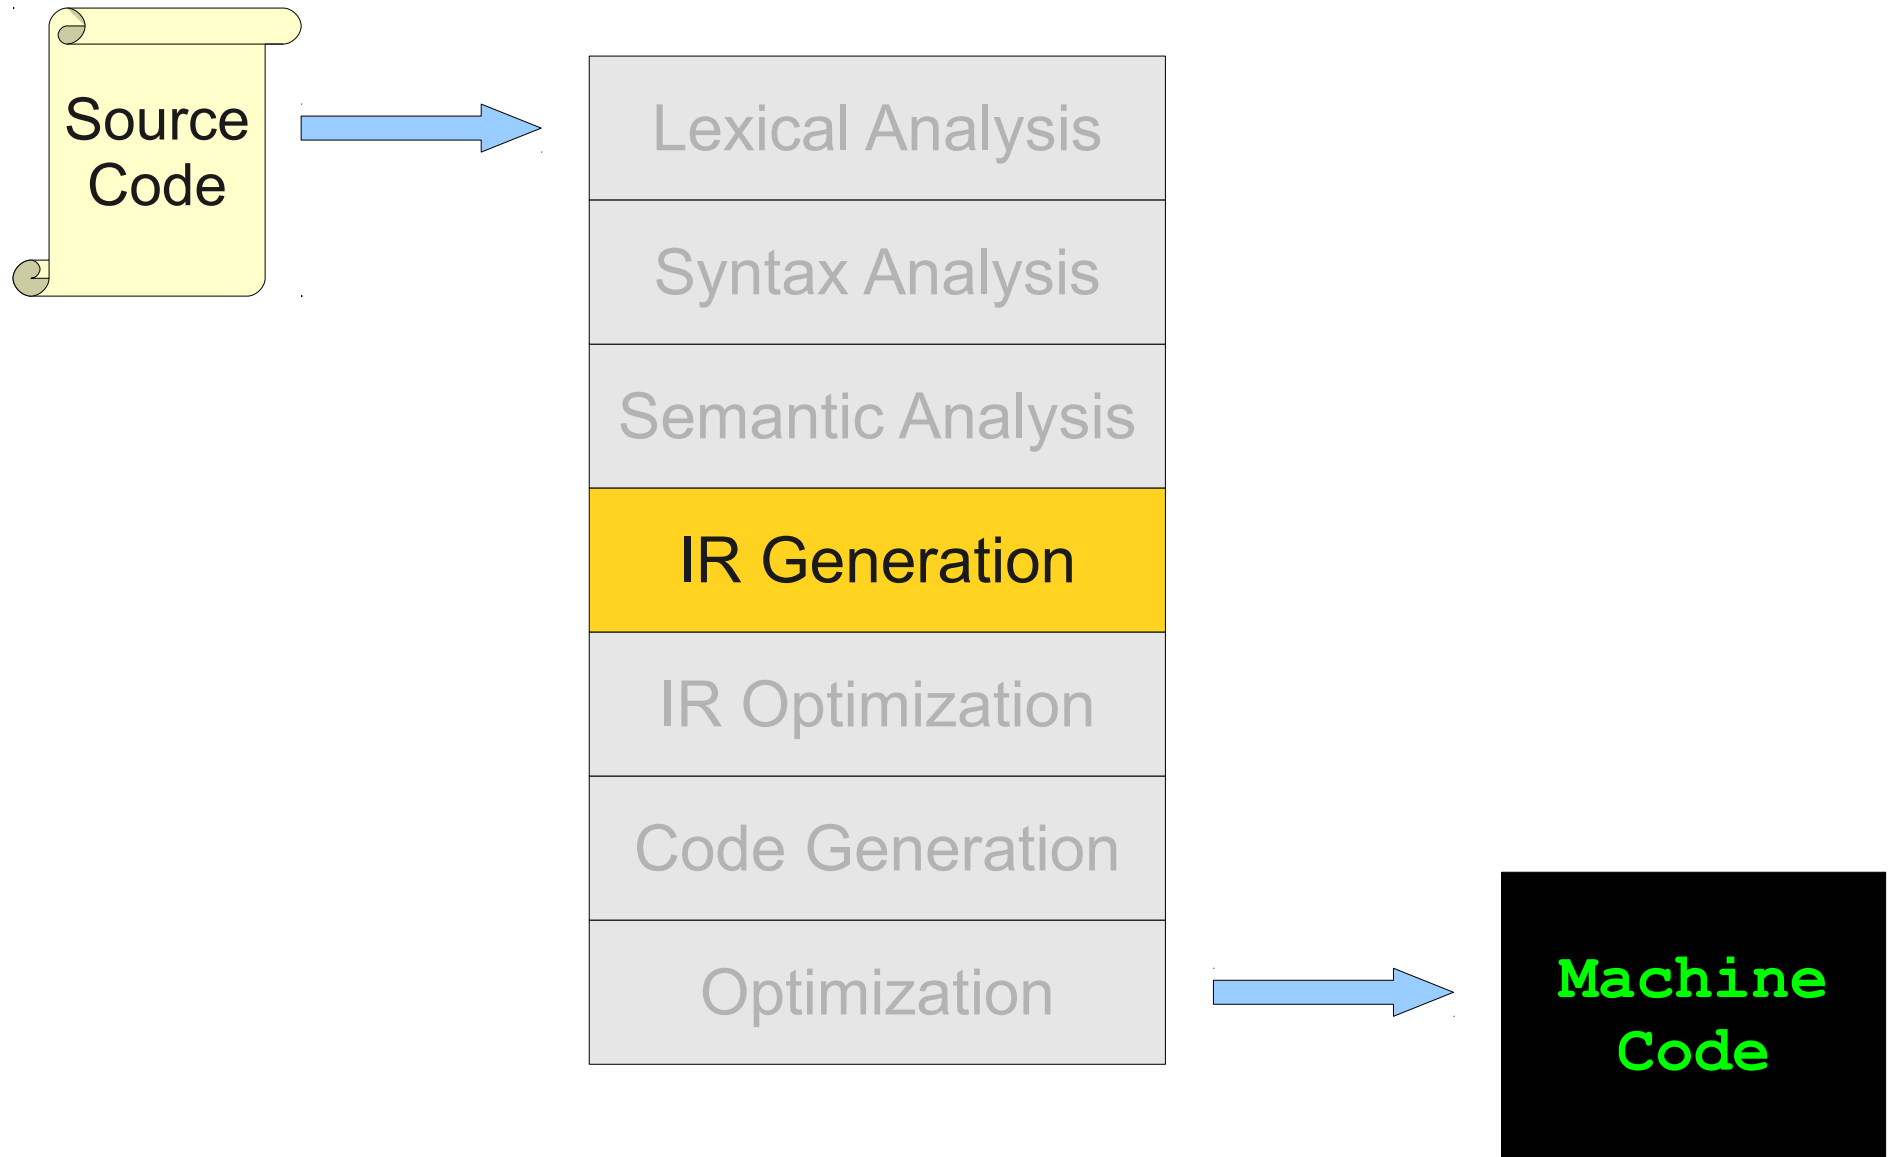 Source
Code
Lexical Analysis
Syntax Analysis
Semantic Analysis
IR Generation
IR Optimization
Code Generation
Optimization
Machine
Code